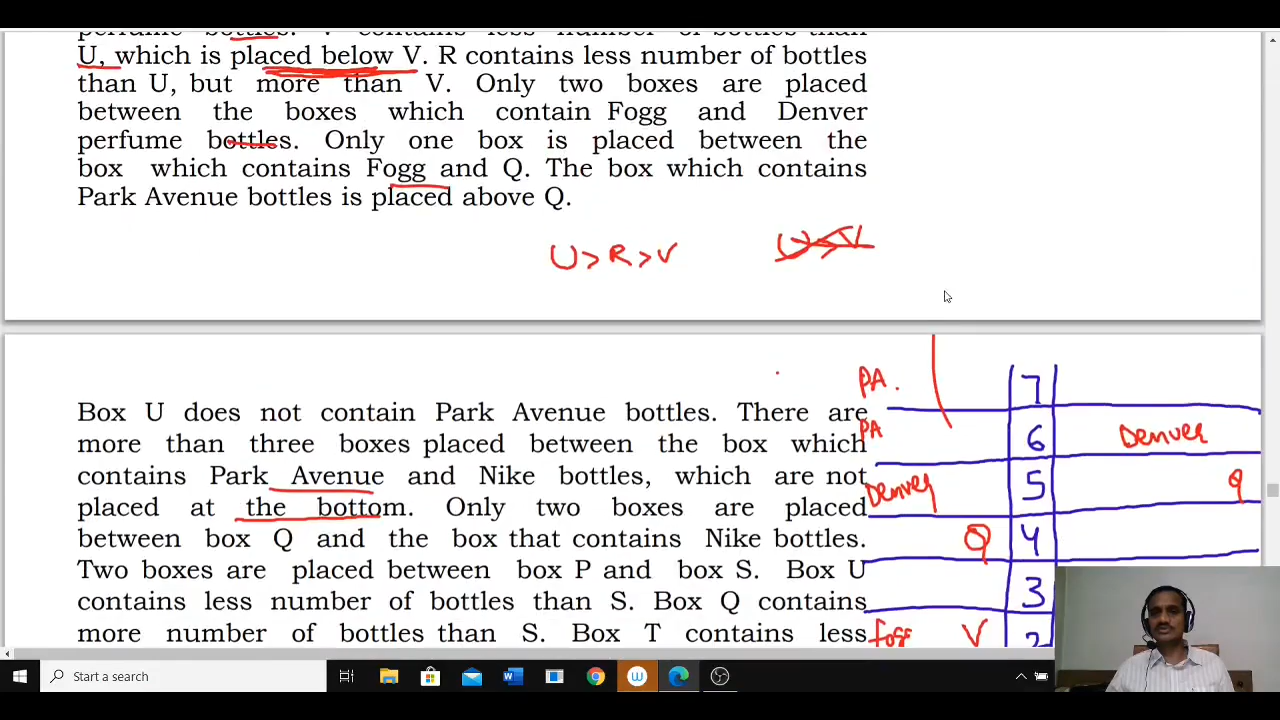 U, which is placed below V. R contains less number of bottles
than U, but more than V. Only two boxes are placed
between the boxes which contain Fogg and Denver
perfume bottles. Only one box is placed between the
box which contains Fogg and Q. The box which contains
Park Avenue bottles is placed above Q.
U > R > V
PA.
7
Box U does not contain Park Avenue bottles. There are
PA
6
Denver
more than three boxes placed between the box which
contains Park Avenue and Nike bottles, which are not
Denver
5
Q
placed at the bottom. Only two boxes are placed
between box Q and the box that contains Nike bottles.
Q
4
Two boxes are placed between box P and box S. Box U
contains less number of bottles than S. Box Q contains
3
more number of bottles than S. Box T contains less
fogg
V
2
Start a search